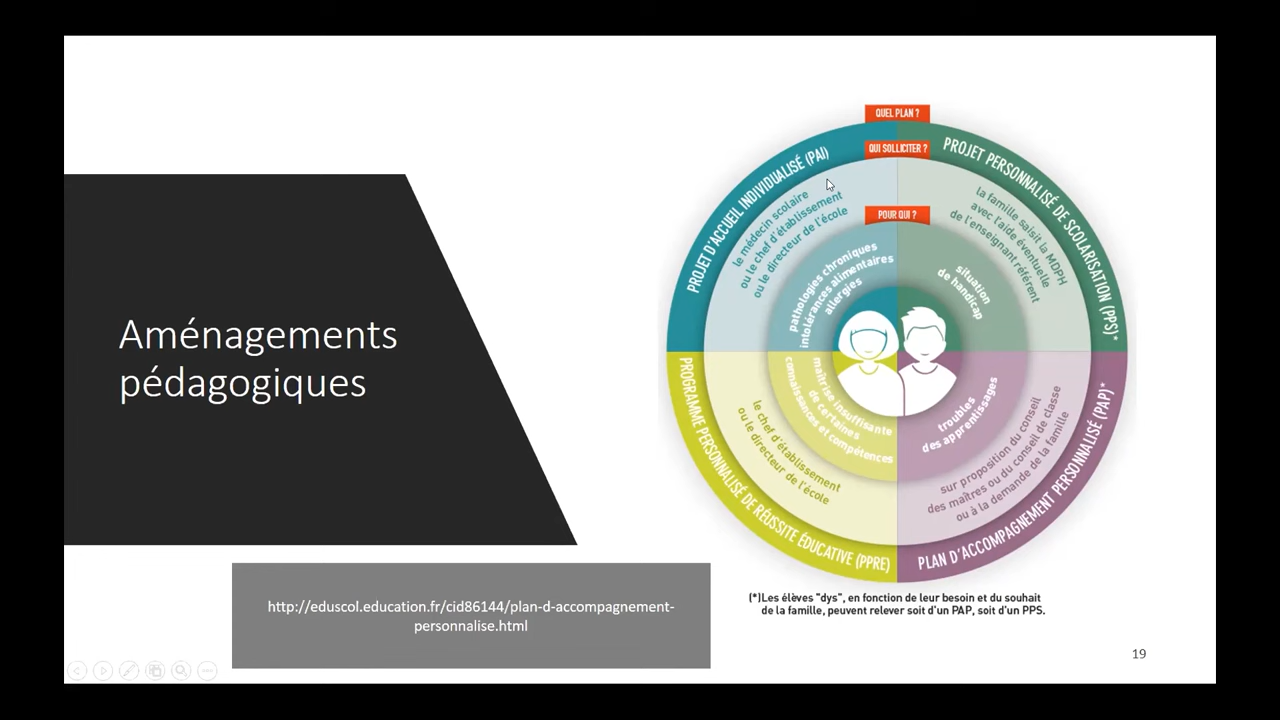 Aménagements
pédagogiques
http://eduscol.education.fr/cid86144/plan-d-accompagnement-
personnalise.html
QUEL PLAN ?
QUI SOLLICITER ?
POUR QUI ?
PROJET D'ACCUEIL INDIVIDUALISÉ (PAI)
le médecin scolaire
ou le chef d'établissement
ou le directeur de l'école
pathologies chroniques
intolérances alimentaires
allergies
PROJET PERSONNALISÉ DE SCOLARISATION (PPS)*
la famille saisit la MDPH
avec l'aide éventuelle
de l'enseignant référent
situation
de handicap
PROGRAMME PERSONNALISÉ DE RÉUSSITE ÉDUCATIVE (PPRE)
le chef d'établissement
ou le directeur de l'école
maîtrise insuffisante
de certaines
connaissances et compétences
PLAN D'ACCOMPAGNEMENT PERSONNALISÉ (PAP)*
sur proposition du conseil
des maîtres ou du conseil de classe
ou à la demande de la famille
troubles
des apprentissages
(*)Les élèves "dys", en fonction de leur besoin et du souhait
de la famille, peuvent relever soit d'un PAP, soit d'un PPS.
19